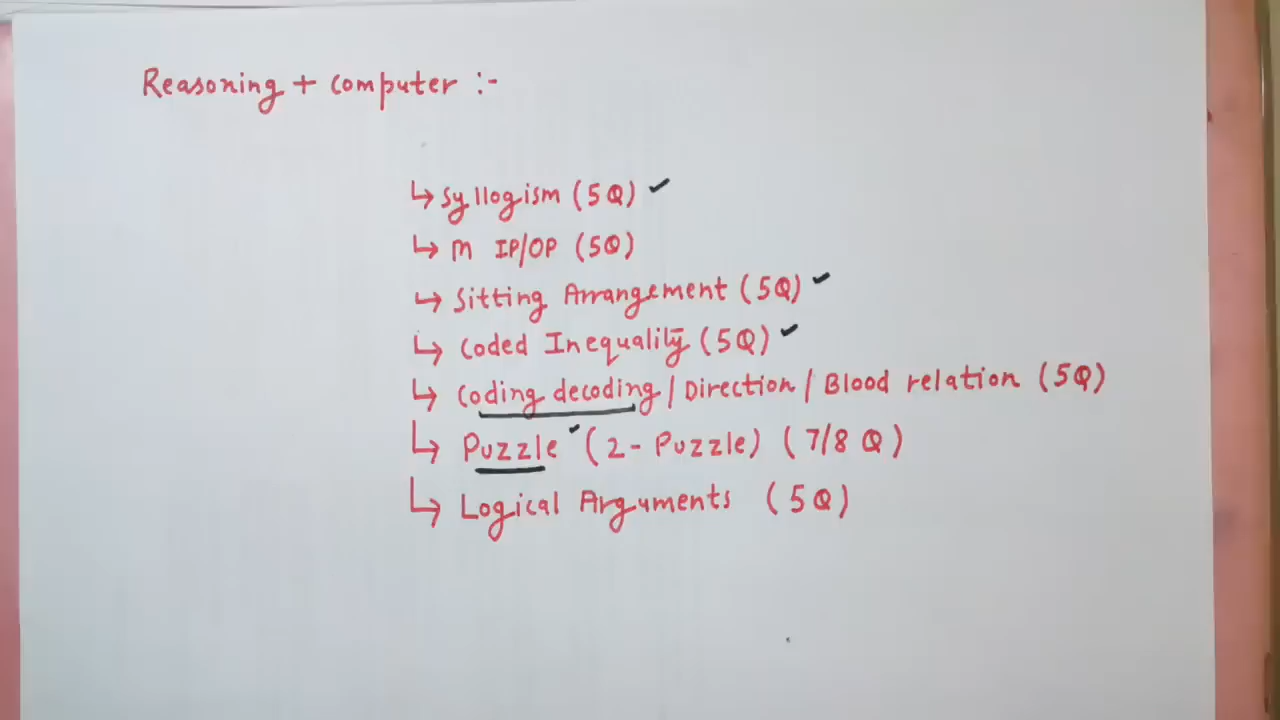 Reasoning + computer :-
↳ Syllogism (5Q) ✓
↳ m IP/OP (5Q)
↳ Sitting Arrangement (5Q) ✓
↳ Coded Inequality (5Q) ✓
↳ Coding decoding / Direction / Blood relation (5Q)
↳ Puzzle ✓ (2 - Puzzle) (7/8 Q)
↳ Logical Arguments (5Q)